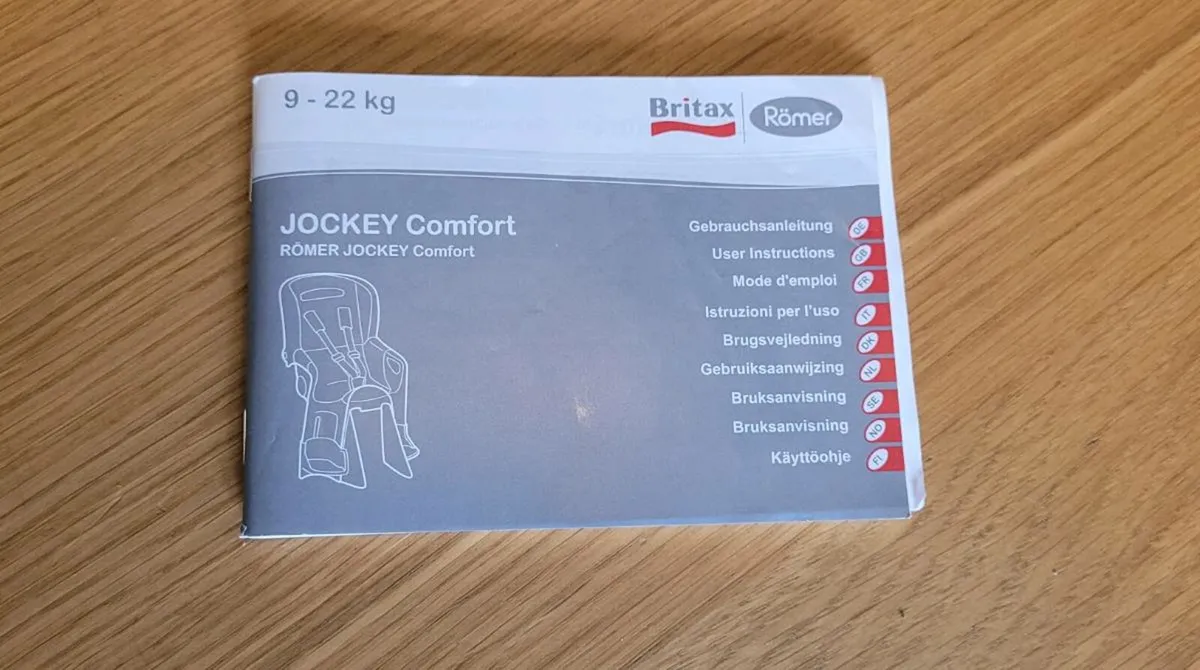 9 - 22 kg
Britax Römer
JOCKEY Comfort
RÖMER JOCKEY Comfort
Gebrauchsanleitung DE
User Instructions GB
Mode d'emploi FR
Istruzioni per l'uso IT
Brugsvejledning DK
Gebruiksaanwijzing NL
Bruksanvisning SE
Bruksanvisning NO
Käyttöohje FI